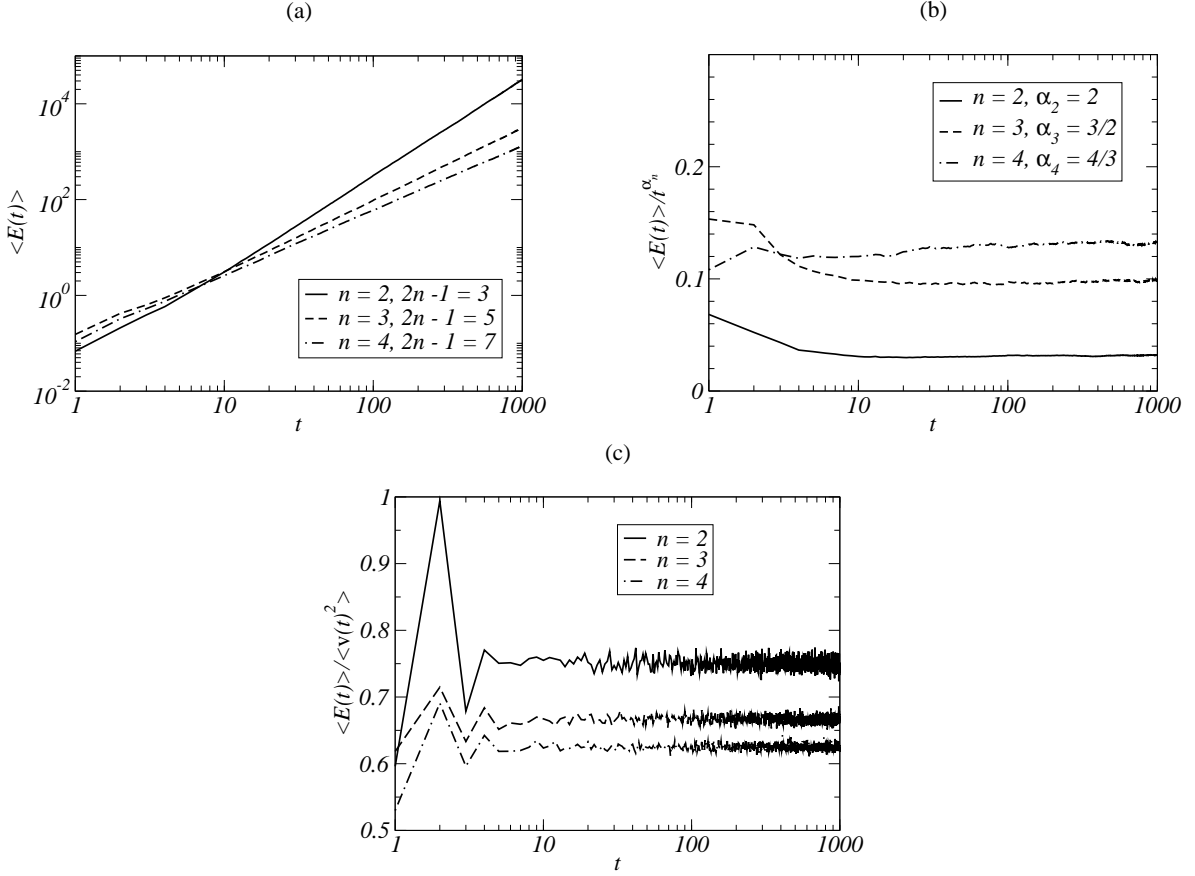 (a)
10^4
10^2
10^0
10^-2
<E(t)>
n = 2, 2n -1 = 3
n = 3, 2n - 1 = 5
n = 4, 2n - 1 = 7
1
10
100
1000
t
(b)
0.2
0.1
0
<E(t)>/t^α_n
n = 2, α_2 = 2
n = 3, α_3 = 3/2
n = 4, α_4 = 4/3
1
10
100
1000
t
(c)
1
0.9
0.8
0.7
0.6
0.5
<E(t)>/<v(t)^2>
n = 2
n = 3
n = 4
1
10
100
1000
t